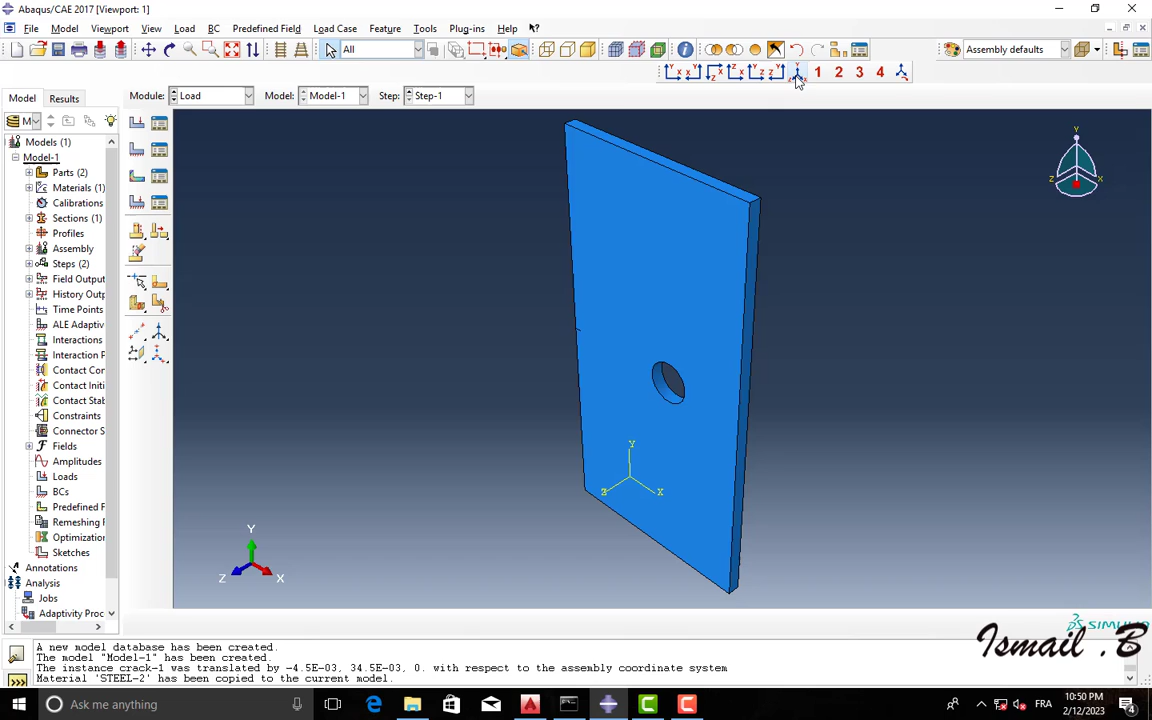 Abaqus/CAE 2017 [Viewport: 1]
File Model Viewport View Load BC Predefined Field Load Case Feature Tools Plug-ins Help
All Assembly defaults
1 2 3 4
Model Results Module: Load Model: Model-1 Step: Step-1
M
Models (1)
Model-1
Parts (2)
Materials (1)
Calibrations
Sections (1)
Profiles
Assembly
Steps (2)
Field Output
History Outp
Time Points
ALE Adaptiv
Interactions
Interaction P
Contact Con
Contact Initi
Contact Stab
Constraints
Connector S
Fields
Amplitudes
Loads
BCs
Predefined F
Remeshing F
Optimization
Sketches
Annotations
Analysis
Jobs
Adaptivity Proc
Y
Z X
Y
Z X
Y
Z X
A new model database has been created.
The model "Model-1" has been created.
The instance crack-1 was translated by -4.5E-03, 34.5E-03, 0. with respect to the assembly coordinate system
Material 'STEEL-2' has been copied to the current model.
Ismail .B
Ask me anything
FRA
10:50 PM
2/12/2023
4